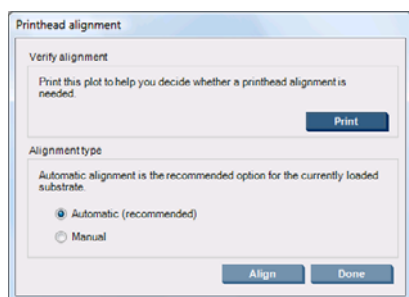 Printhead alignment
Verify alignment
Print this plot to help you decide whether a printhead alignment is
needed.
Print
Alignment type
Automatic alignment is the recommended option for the currently loaded
substrate.
Automatic (recommended)
Manual
Align Done